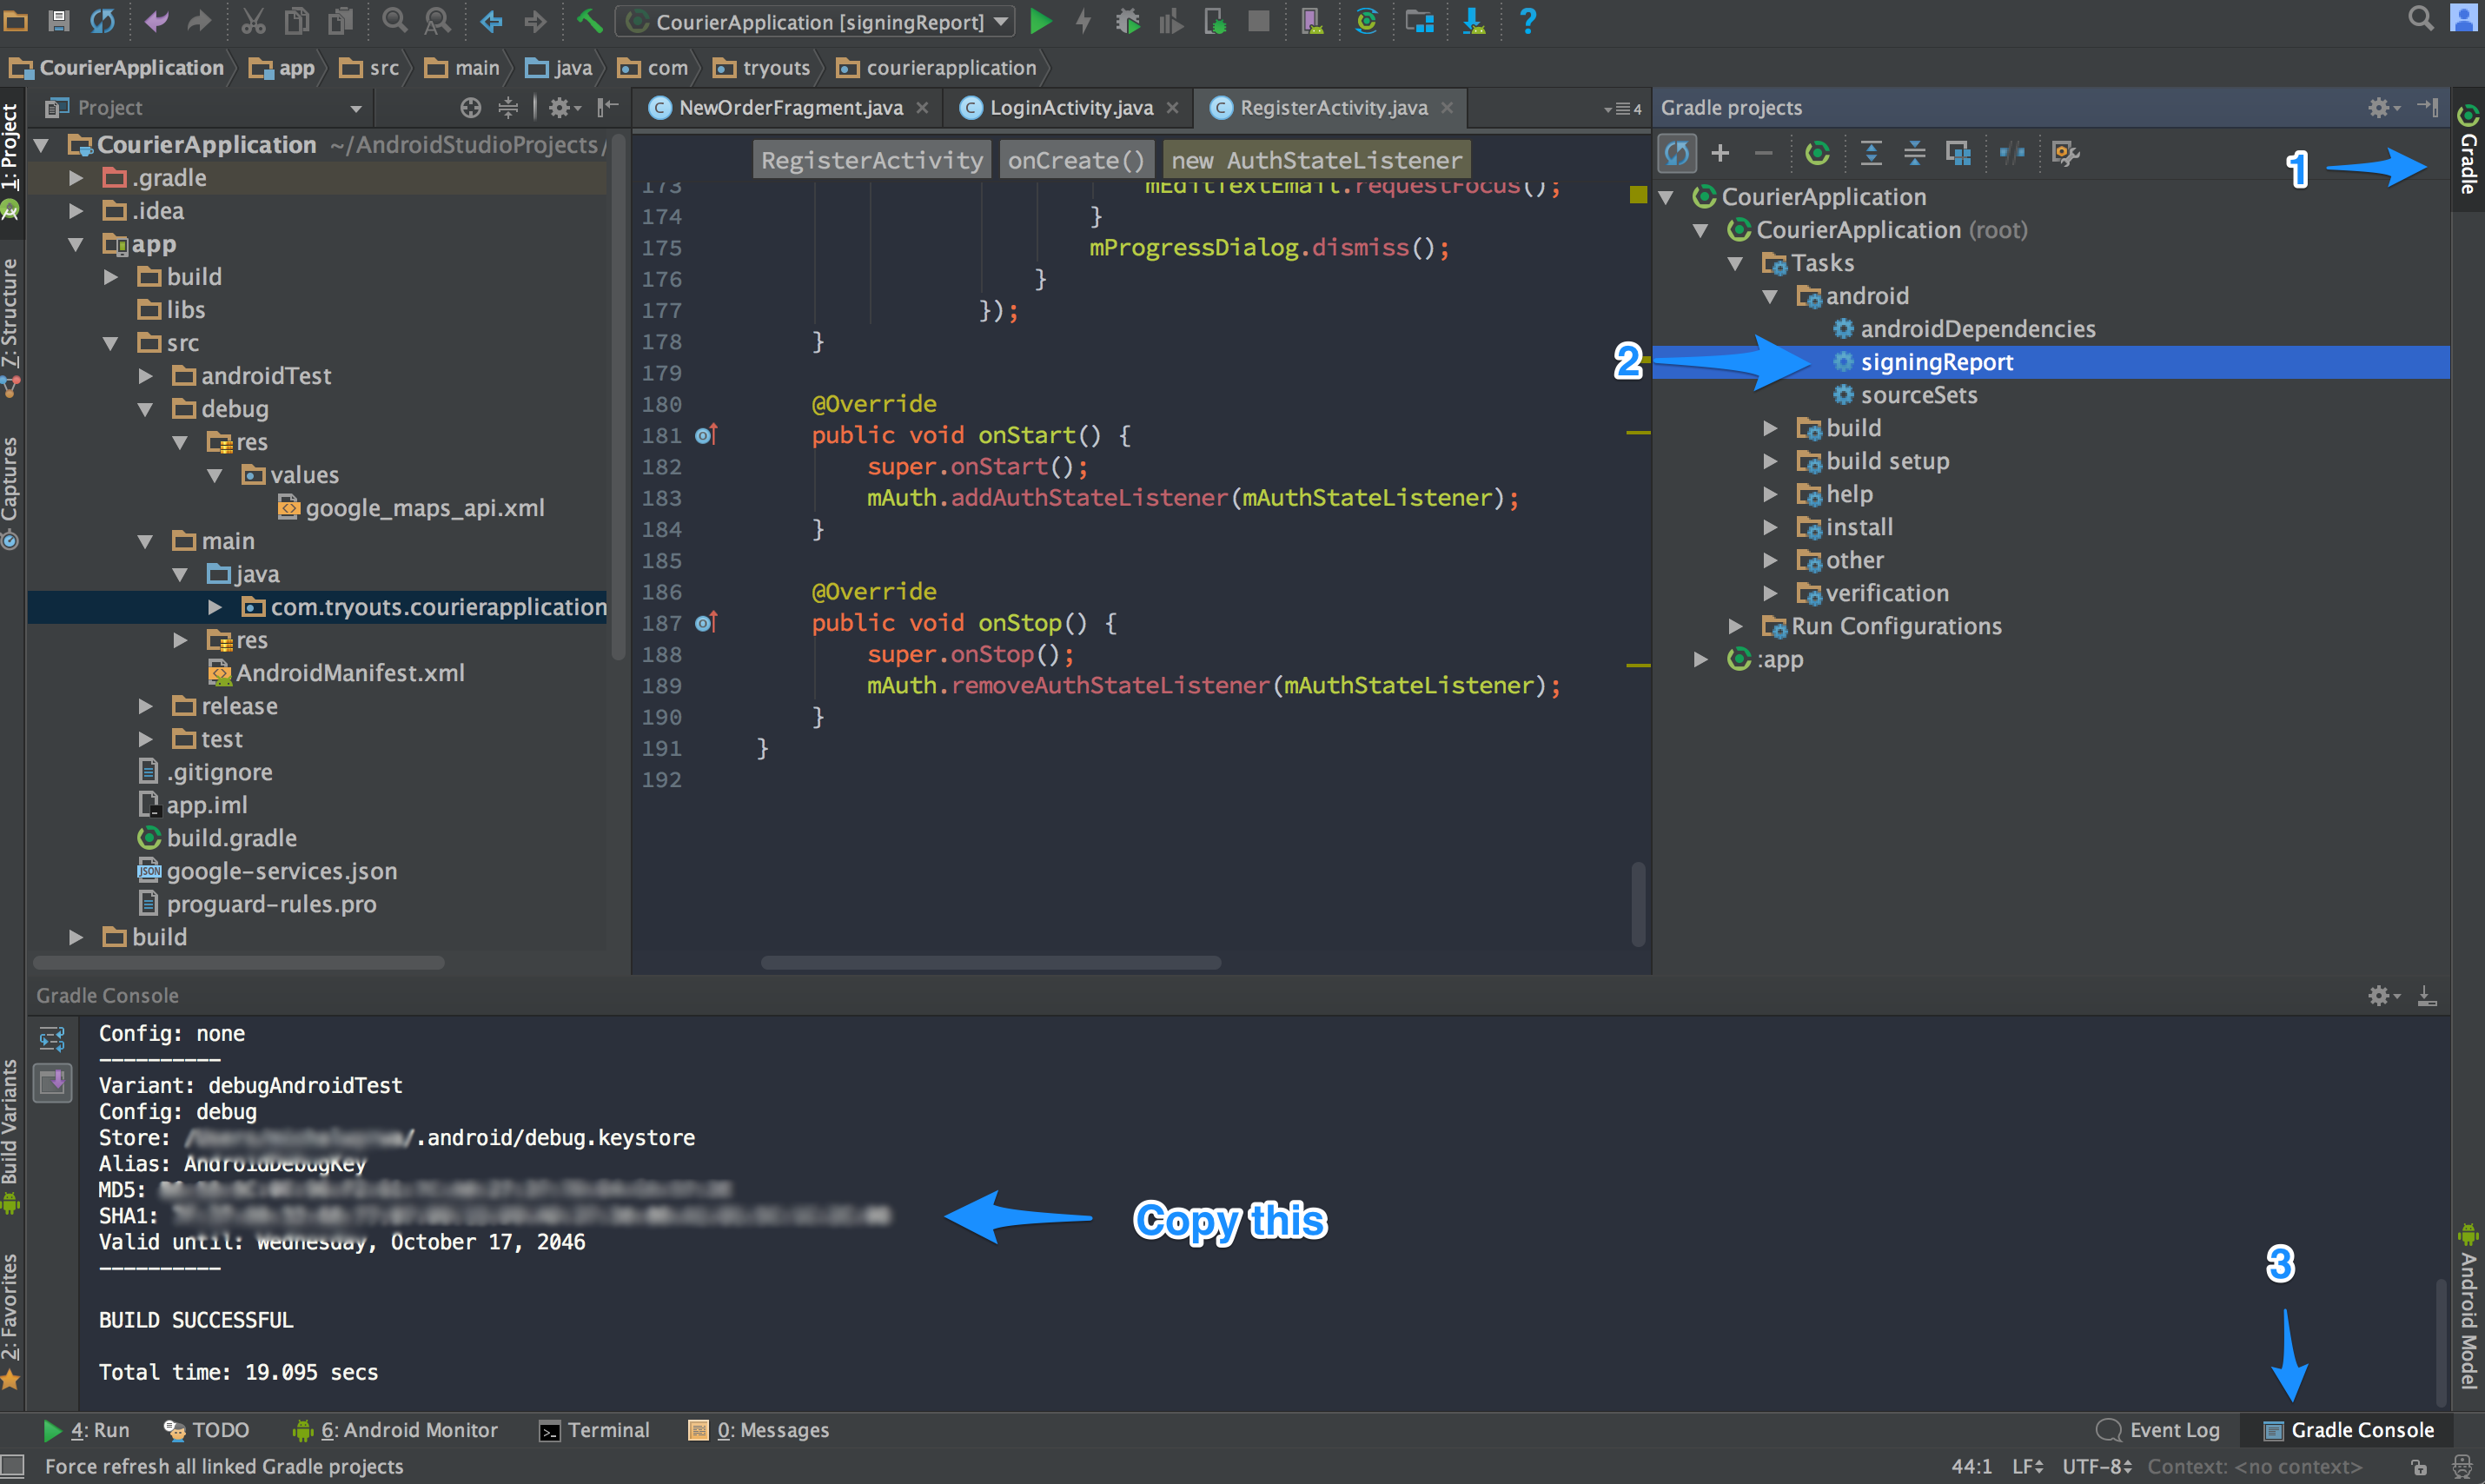 CourierApplication [signingReport]
CourierApplication app src main java com tryouts courierapplication
1: Project
Z: Structure
Captures
Build Variants
2: Favorites
Project
CourierApplication ~/AndroidStudioProjects/
.gradle
.idea
app
build
libs
src
androidTest
debug
res
values
google_maps_api.xml
main
java
com.tryouts.courierapplication
res
AndroidManifest.xml
release
test
.gitignore
app.iml
build.gradle
JSON google-services.json
proguard-rules.pro
build
NewOrderFragment.java LoginActivity.java RegisterActivity.java 4
RegisterActivity onCreate() new AuthStateListener
173 mEditTextEmail.requestFocus();
174 }
175 mProgressDialog.dismiss();
176 }
177 });
178 }
179
180 @Override
181 public void onStart() {
182 super.onStart();
183 mAuth.addAuthStateListener(mAuthStateListener);
184 }
185
186 @Override
187 public void onStop() {
188 super.onStop();
189 mAuth.removeAuthStateListener(mAuthStateListener);
190 }
191 }
192
Gradle projects
1
Gradle
CourierApplication
CourierApplication (root)
Tasks
android
androidDependencies
2
signingReport
sourceSets
build
build setup
help
install
other
verification
Run Configurations
:app
Gradle Console
Config: none
----------
Variant: debugAndroidTest
Config: debug
Store: /.android/debug.keystore
Alias: AndroidDebugKey
MD5:
SHA1:
Valid until: Wednesday, October 17, 2046
----------
BUILD SUCCESSFUL
Total time: 19.095 secs
Copy this
3
Android Model
4: Run TODO 6: Android Monitor Terminal 0: Messages Event Log Gradle Console
Force refresh all linked Gradle projects 44:1 LF UTF-8 Context: <no context>